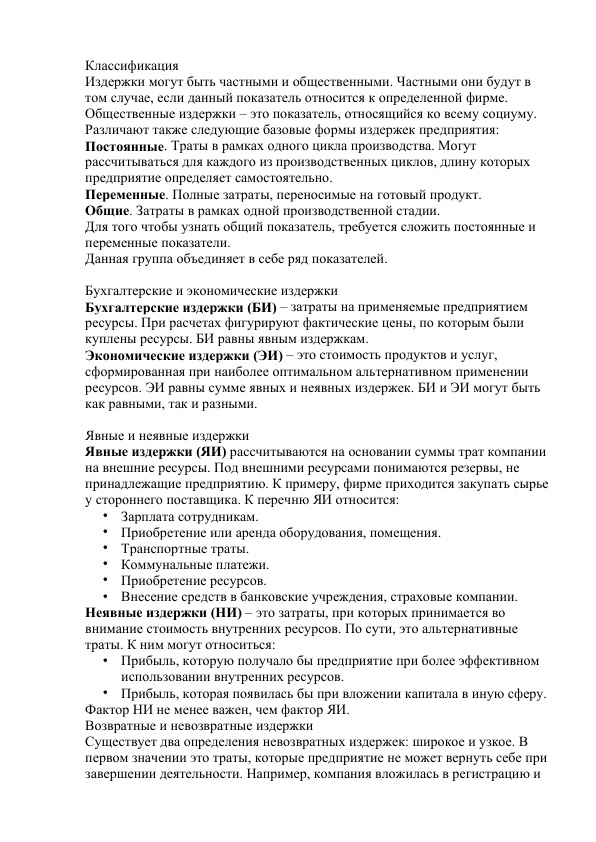 Классификация
Издержки могут быть частными и общественными. Частными они будут в
том случае, если данный показатель относится к определенной фирме.
Общественные издержки – это показатель, относящийся ко всему социуму.
Различают также следующие базовые формы издержек предприятия:
Постоянные. Траты в рамках одного цикла производства. Могут
рассчитываться для каждого из производственных циклов, длину которых
предприятие определяет самостоятельно.
Переменные. Полные затраты, переносимые на готовый продукт.
Общие. Затраты в рамках одной производственной стадии.
Для того чтобы узнать общий показатель, требуется сложить постоянные и
переменные показатели.
Данная группа объединяет в себе ряд показателей.
Бухгалтерские и экономические издержки
Бухгалтерские издержки (БИ) – затраты на применяемые предприятием
ресурсы. При расчетах фигурируют фактические цены, по которым были
куплены ресурсы. БИ равны явным издержкам.
Экономические издержки (ЭИ) – это стоимость продуктов и услуг,
сформированная при наиболее оптимальном альтернативном применении
ресурсов. ЭИ равны сумме явных и неявных издержек. БИ и ЭИ могут быть
как равными, так и разными.
Явные и неявные издержки
Явные издержки (ЯИ) рассчитываются на основании суммы трат компании
на внешние ресурсы. Под внешними ресурсами понимаются резервы, не
принадлежащие предприятию. К примеру, фирме приходится закупать сырье
у стороннего поставщика. К перечню ЯИ относится:
• Зарплата сотрудникам.
• Приобретение или аренда оборудования, помещения.
• Транспортные траты.
• Коммунальные платежи.
• Приобретение ресурсов.
• Внесение средств в банковские учреждения, страховые компании.
Неявные издержки (НИ) – это затраты, при которых принимается во
внимание стоимость внутренних ресурсов. По сути, это альтернативные
траты. К ним могут относиться:
• Прибыль, которую получало бы предприятие при более эффективном
использовании внутренних ресурсов.
• Прибыль, которая появилась бы при вложении капитала в иную сферу.
Фактор НИ не менее важен, чем фактор ЯИ.
Возвратные и невозвратные издержки
Существует два определения невозвратных издержек: широкое и узкое. В
первом значении это траты, которые предприятие не может вернуть себе при
завершении деятельности. Например, компания вложилась в регистрацию и